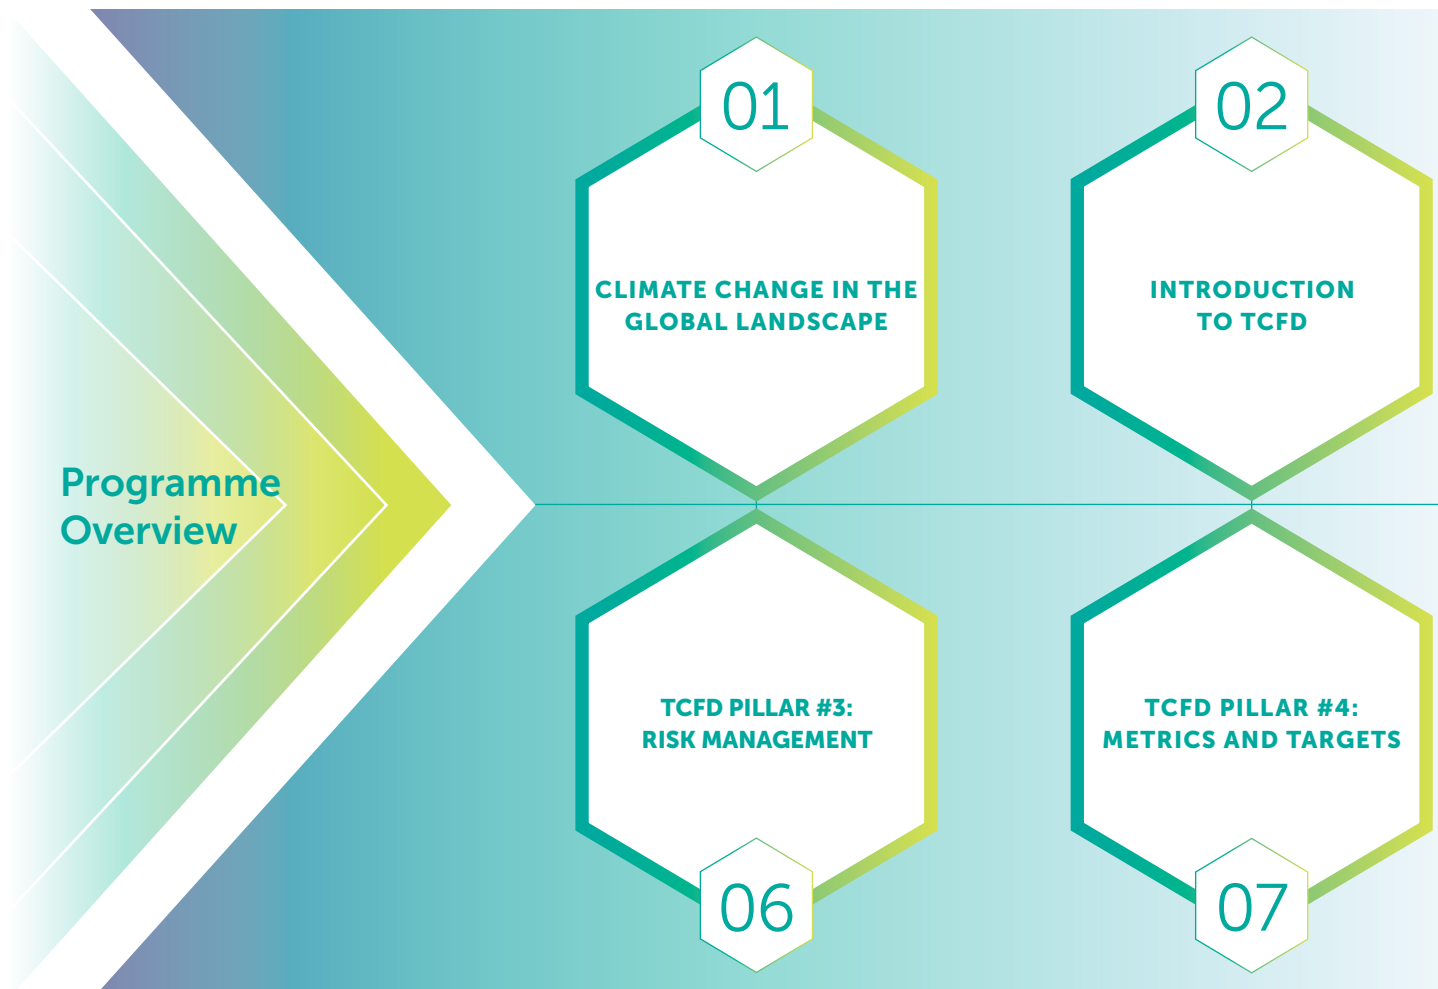 Programme
Overview
01
CLIMATE CHANGE IN THE
GLOBAL LANDSCAPE
02
INTRODUCTION
TO TCFD
TCFD PILLAR #3:
RISK MANAGEMENT
06
TCFD PILLAR #4:
METRICS AND TARGETS
07